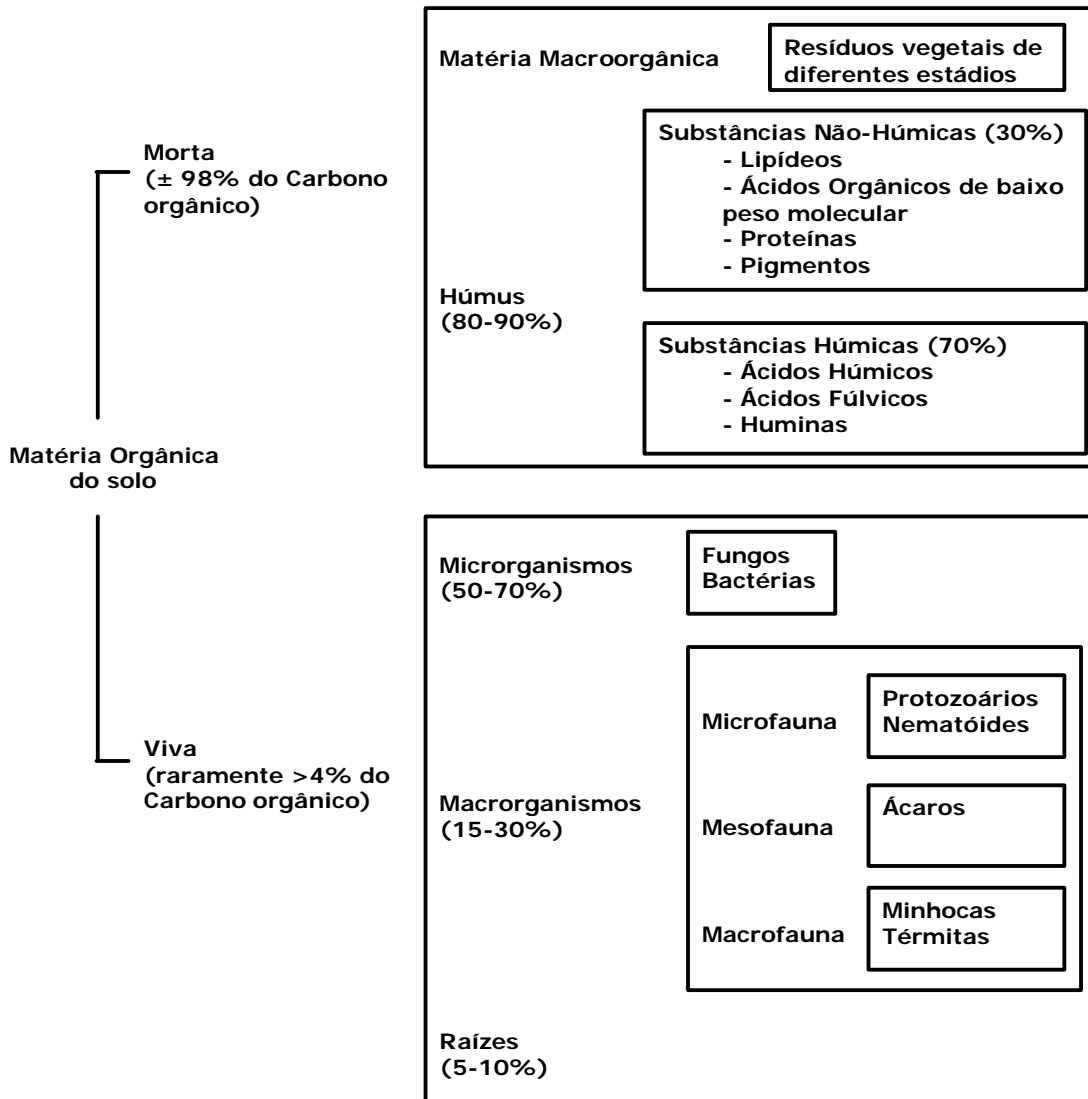 Matéria Orgânica
do solo
Morta
(± 98% do Carbono
orgânico)
Matéria Macroorgânica
Resíduos vegetais de
diferentes estádios
Húmus
(80-90%)
Substâncias Não-Húmicas (30%)
- Lipídeos
- Ácidos Orgânicos de baixo
peso molecular
- Proteínas
- Pigmentos
Substâncias Húmicas (70%)
- Ácidos Húmicos
- Ácidos Fúlvicos
- Huminas
Viva
(raramente >4% do
Carbono orgânico)
Microrganismos
(50-70%)
Fungos
Bactérias
Macrorganismos
(15-30%)
Microfauna
Protozoários
Nematóides
Mesofauna
Ácaros
Macrofauna
Minhocas
Térmitas
Raízes
(5-10%)